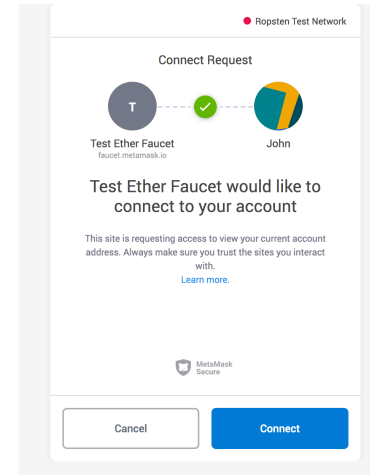 Ropsten Test Network
Connect Request
T
Test Ether Faucet
John
faucet.metamask.io
Test Ether Faucet would like to
connect to your account
This site is requesting access to view your current account
address. Always make sure you trust the sites you interact
with.
Learn more.
MetaMask
Secure
Cancel
Connect